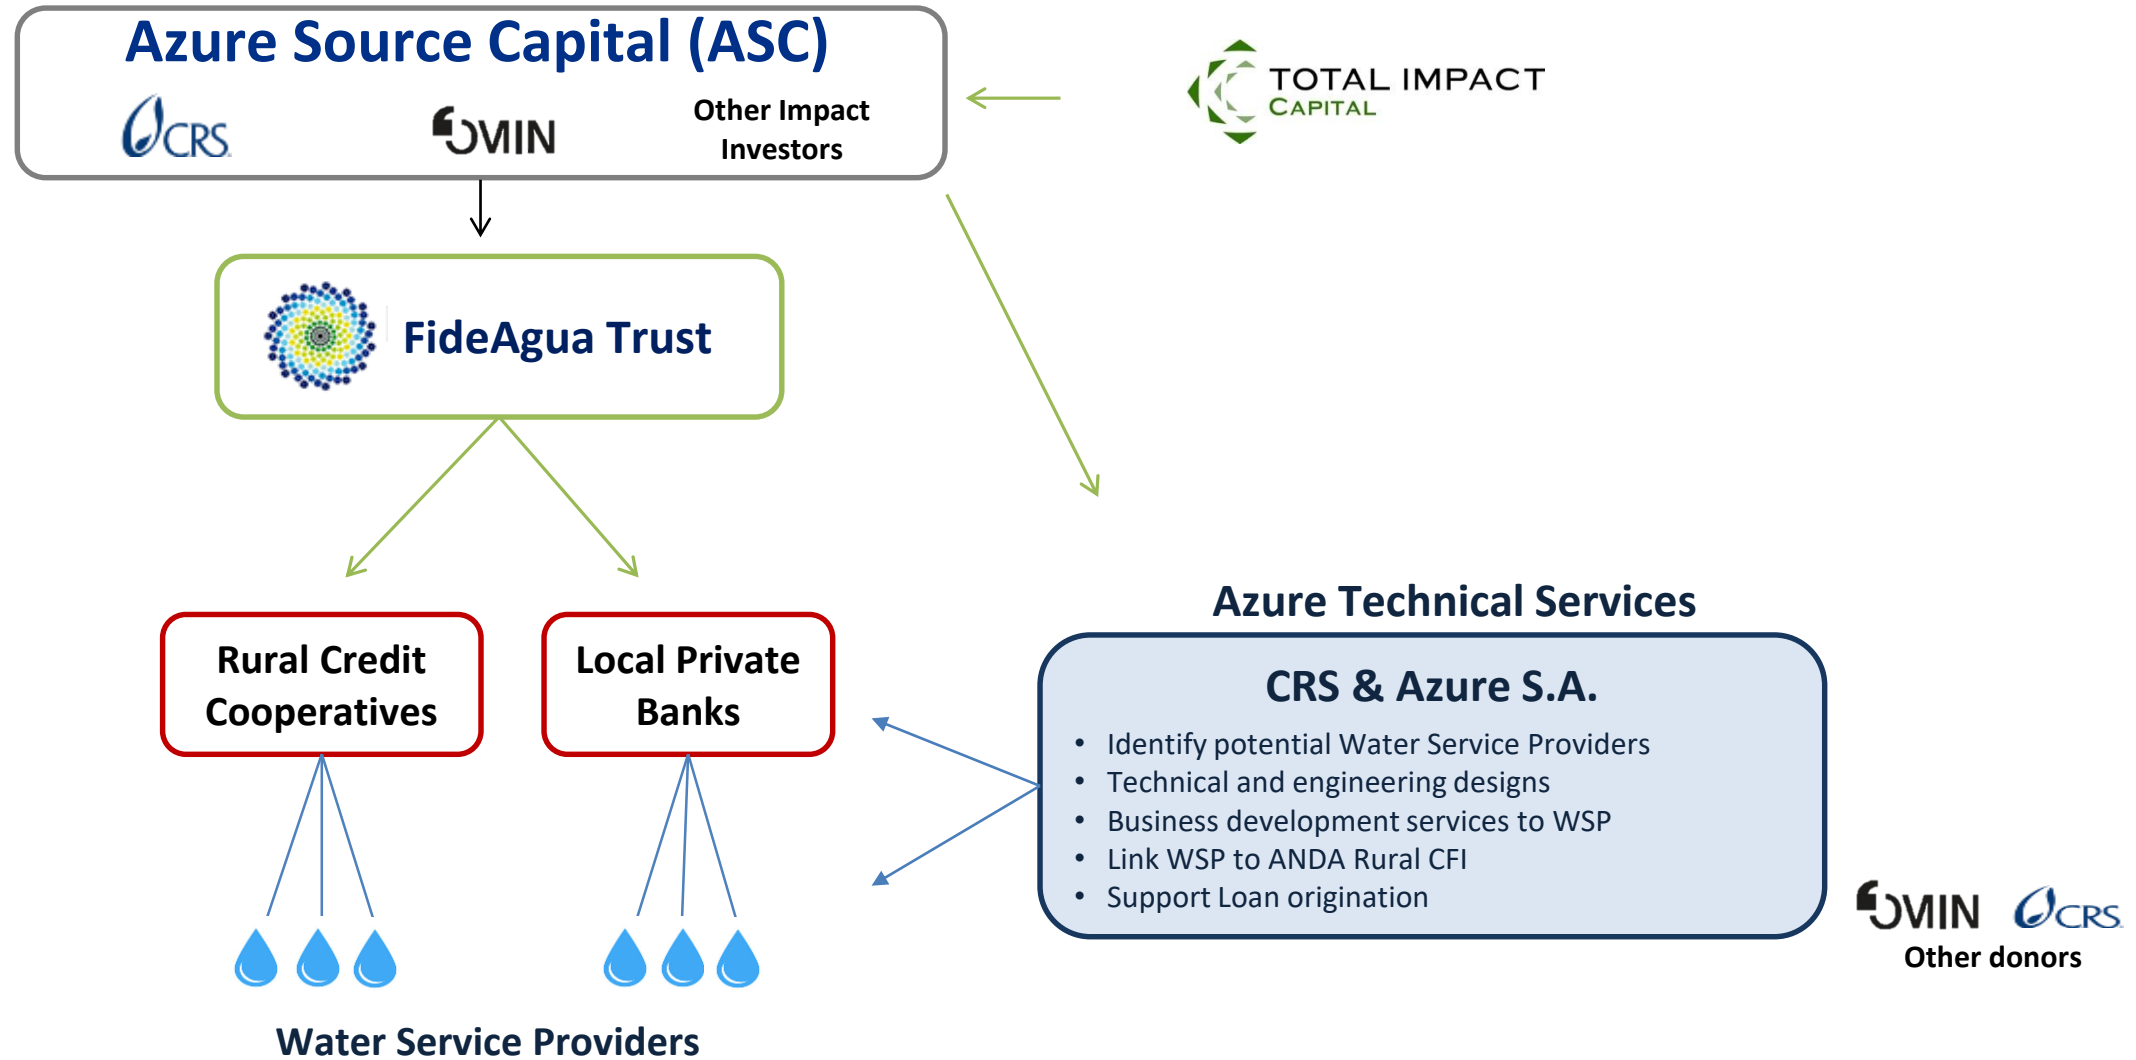 Azure Source Capital (ASC)
CRS
FOMIN
Other Impact
Investors
TOTAL IMPACT
CAPITAL
FideAgua Trust
Rural Credit
Cooperatives
Local Private
Banks
Water Service Providers
Azure Technical Services
CRS & Azure S.A.
• Identify potential Water Service Providers
• Technical and engineering designs
• Business development services to WSP
• Link WSP to ANDA Rural CFI
• Support Loan origination
FOMIN
CRS
Other donors